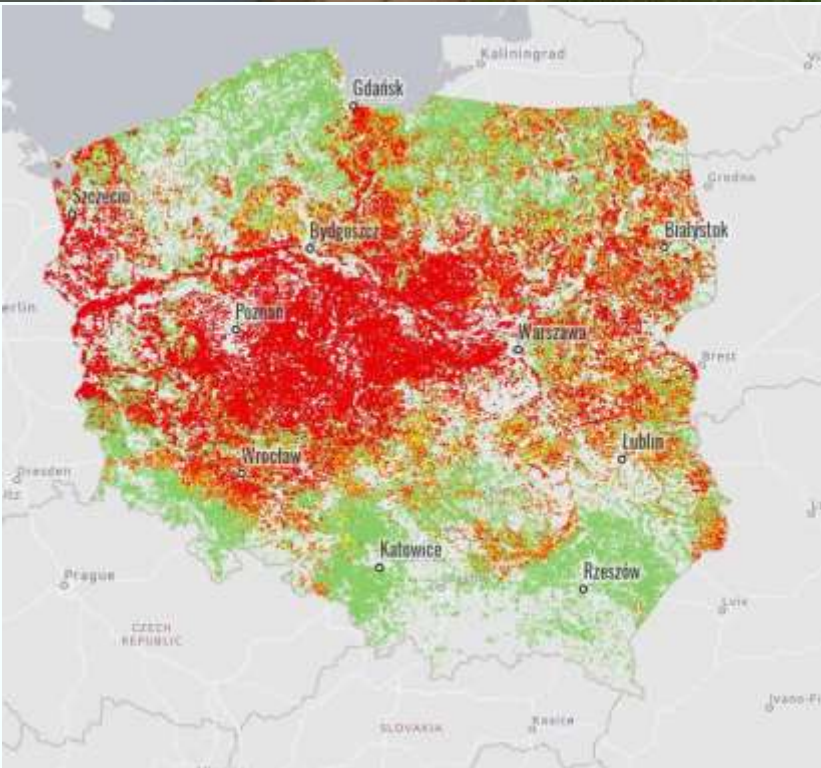 Kaliningrad
Gdańsk
Grodno
Szczecin
Białystok
Bydgoszcz
Poznań
Warszawa
Brest
Lublin
Wrocław
Dresden
Katowice
Rzeszów
Prague
Lviv
CZECH
REPUBLIC
SLOVAKIA
Kosice